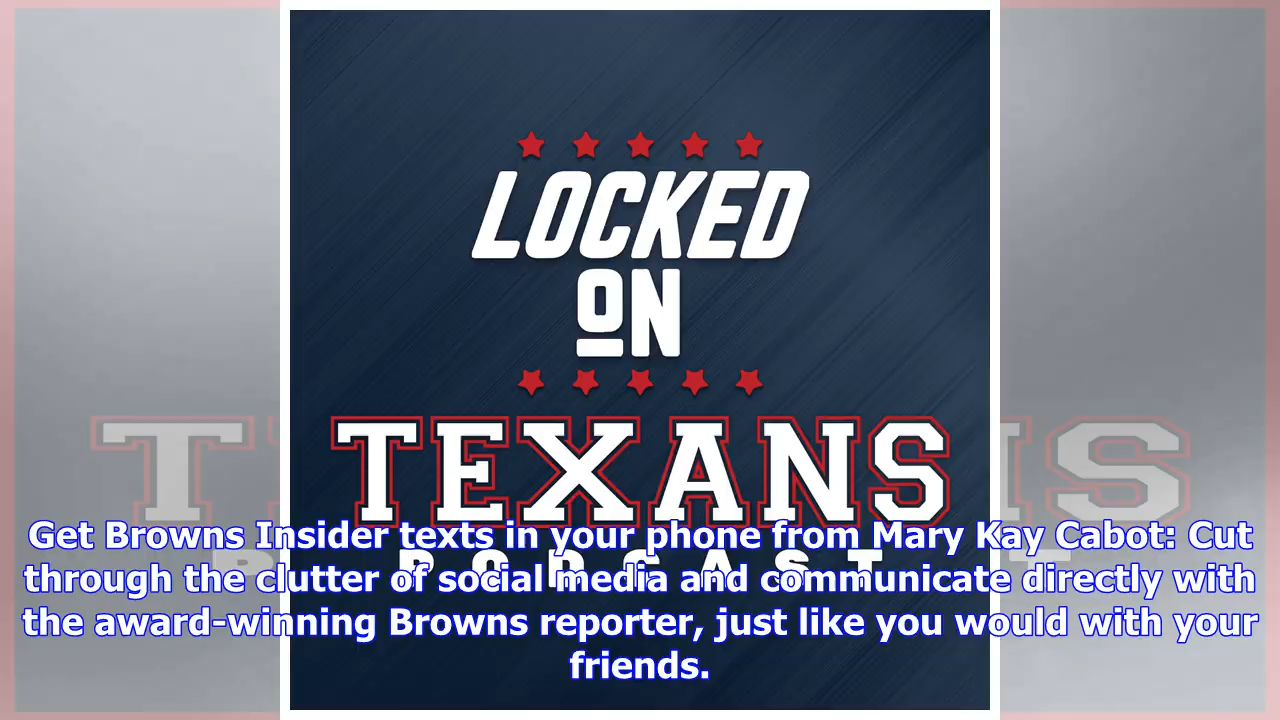 LOCKED
ON
TEXANS
PODCAST
Get Browns Insider texts in your phone from Mary Kay Cabot: Cut
through the clutter of social media and communicate directly with
the award-winning Browns reporter, just like you would with your
friends.